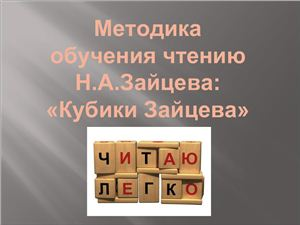 Методика
обучения чтению
Н.А.Зайцева:
«Кубики Зайцева»
ЧИТАЮ
ЛЕГКО